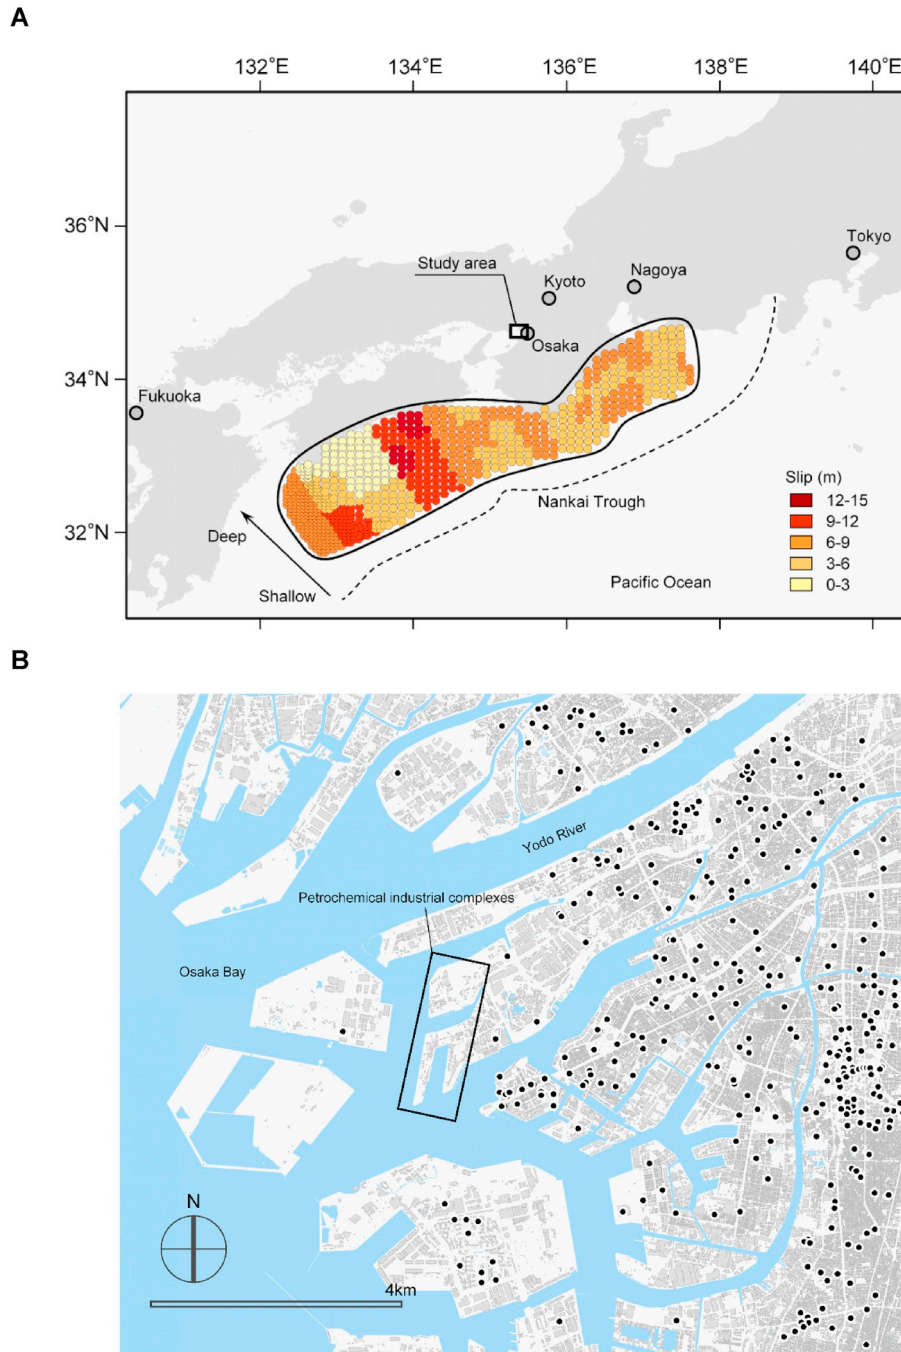 A
132°E 134°E 136°E 138°E 140°E
36°N
34°N
32°N
Tokyo
Study area
Kyoto
Nagoya
Osaka
Fukuoka
Slip (m)
12-15
9-12
6-9
3-6
0-3
Nankai Trough
Deep
Shallow
Pacific Ocean
B
Yodo River
Petrochemical industrial complexes
Osaka Bay
N
4km